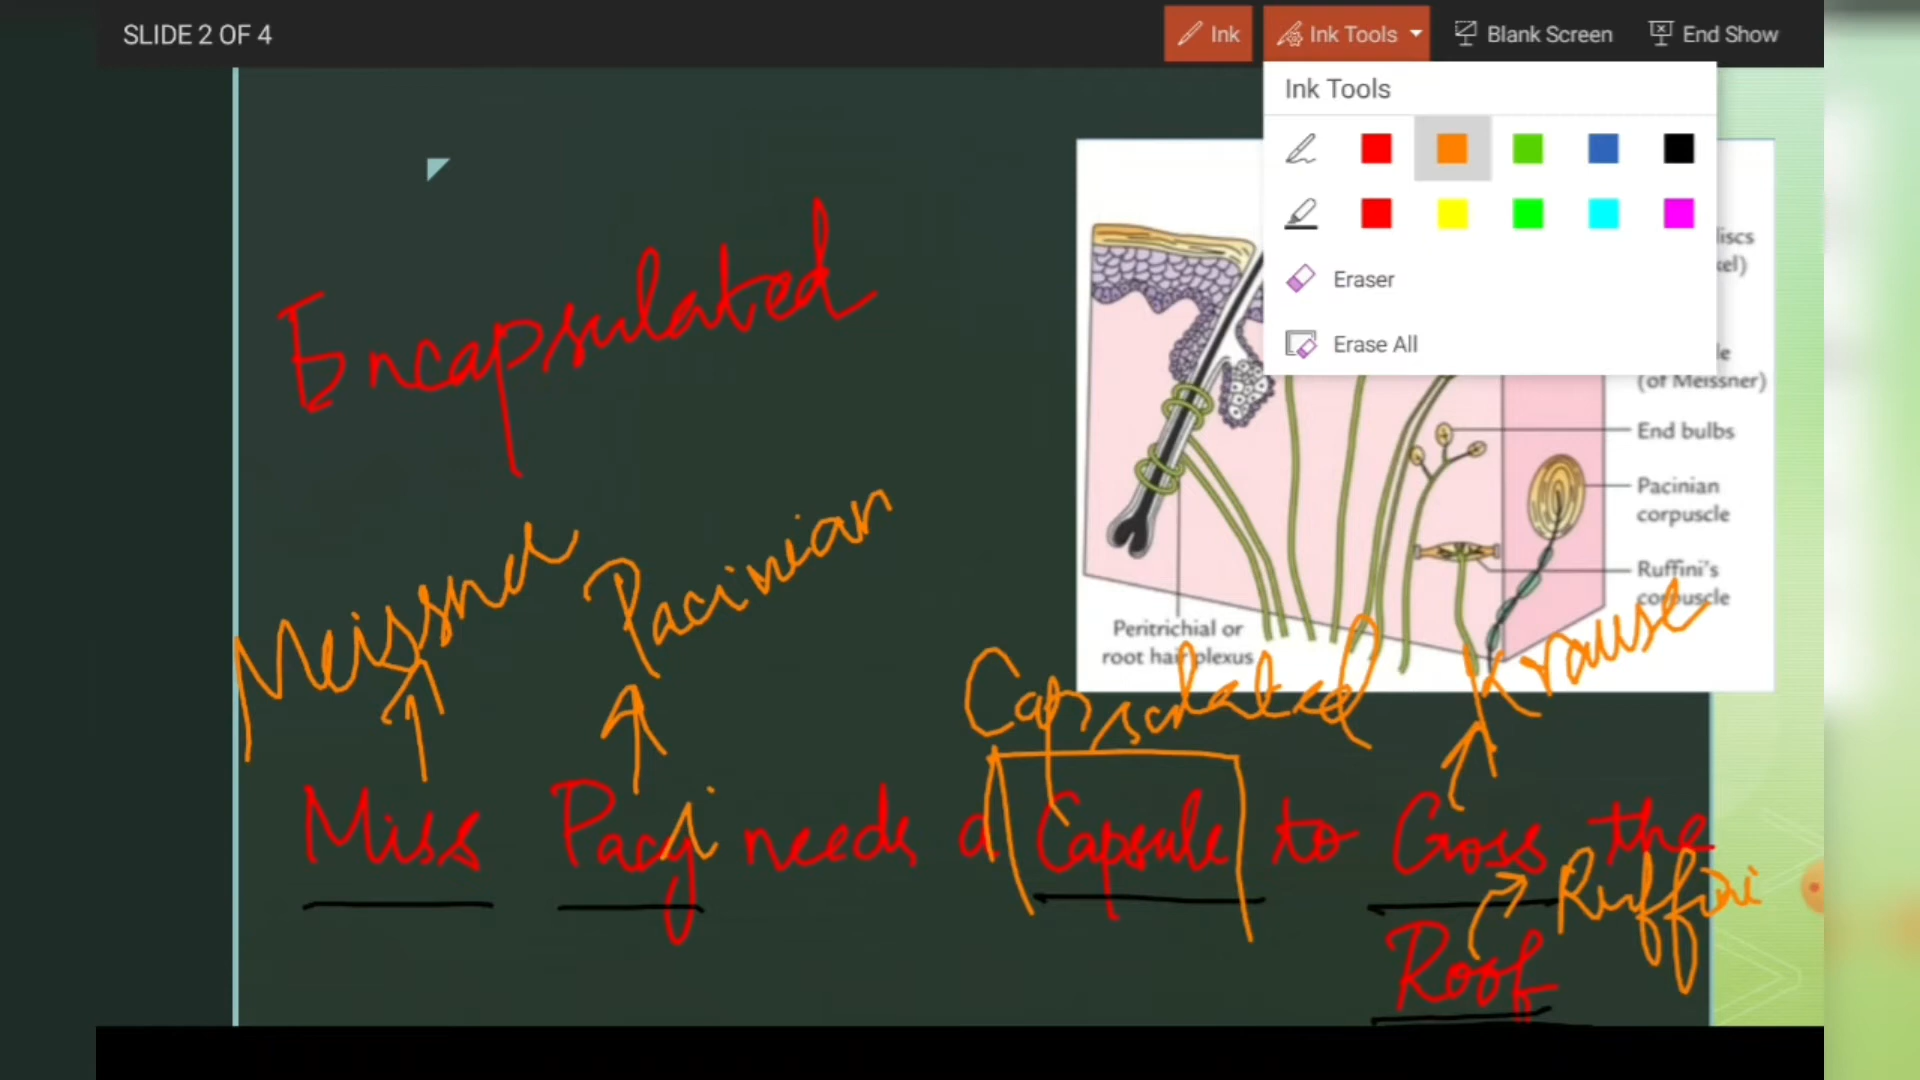 SLIDE 2 OF 4
Ink
Ink Tools
Blank Screen
End Show
Ink Tools
Eraser
Erase All
Encapsulated
(of Meissner)
End bulbs
Pacinian
corpuscle
Ruffini's
corpuscle
Peritrichial or
root hair plexus
Meissner Pacinian
Capsulated Krause
Miss Pacy needs a Capsule to Cross the
Roof
Ruffini